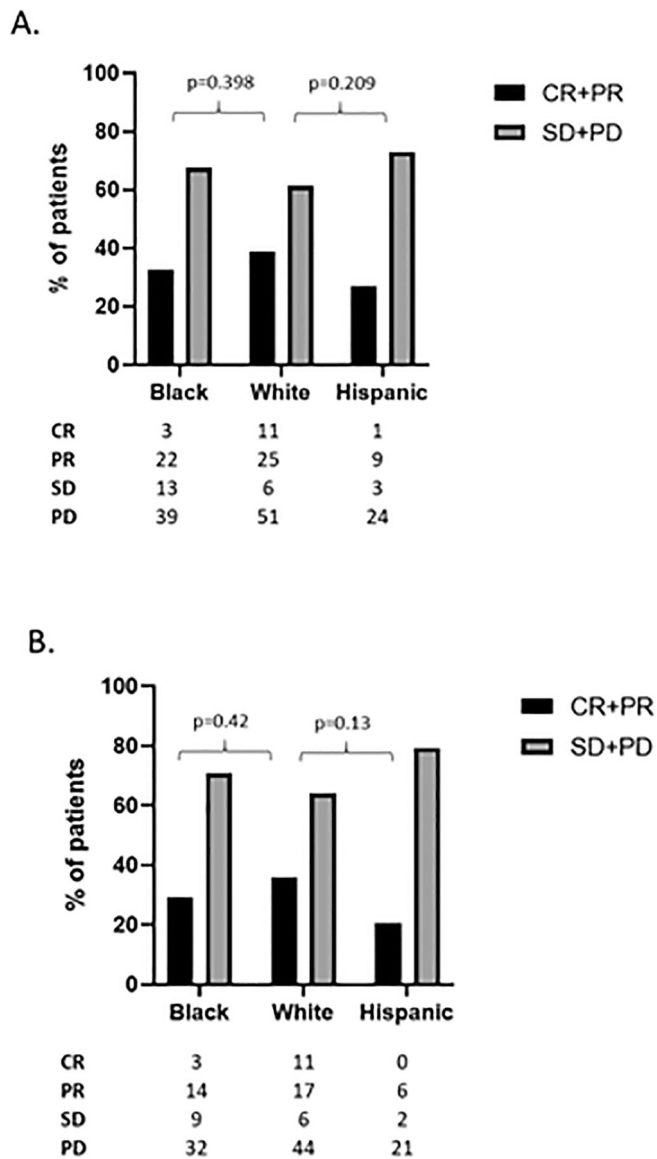 A.
p=0.398 p=0.209
CR+PR
SD+PD
% of patients
100
80
60
40
20
0
Black White Hispanic
CR 3 11 1
PR 22 25 9
SD 13 6 3
PD 39 51 24
B.
p=0.42 p=0.13
CR+PR
SD+PD
% of patients
100
80
60
40
20
0
Black White Hispanic
CR 3 11 0
PR 14 17 6
SD 9 6 2
PD 32 44 21